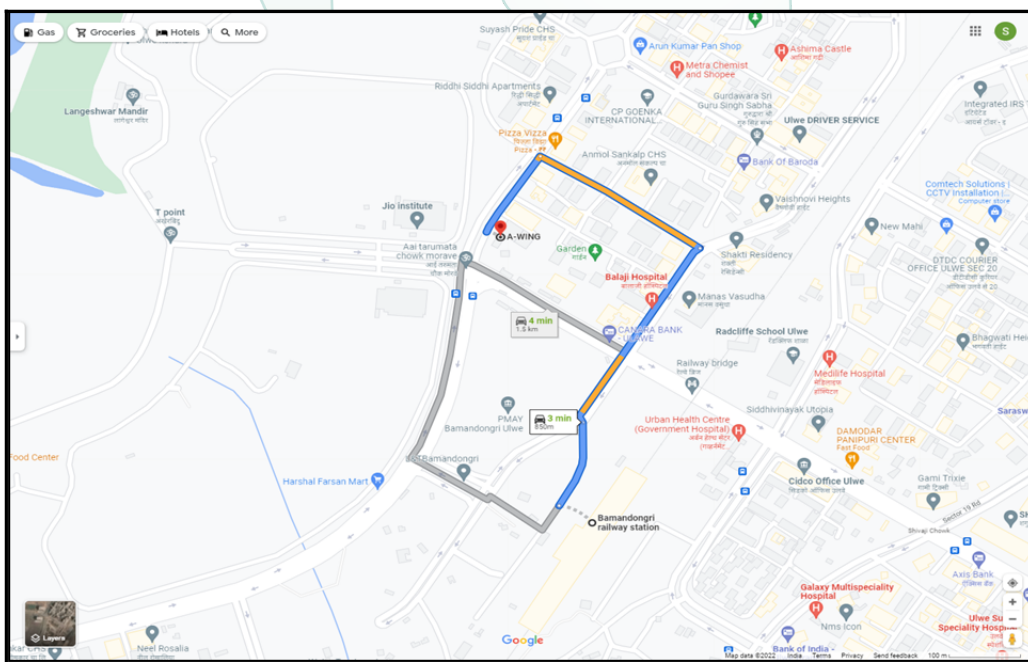 Gas
Groceries
Hotels
More
S
Suyash Pride CHS
Arun Kumar Pan Shop
Ashima Castle
Metra Chemist
and Shopee
Langeshwar Mandir
Riddhi Siddhi Apartments
CP GOENKA
INTERNATIONAL...
Gurdawara Sri
Guru Singh Sabha
Integrated IRS
Ulwe DRIVER SERVICE
Pizza Vizza
Anmol Sankalp CHS
Bank Of Baroda
Comtech Solutions |
CCTV Installation |...
Computer store
Vaishnovi Heights
Jio institute
T point
New Mahi
A-WING
Aai tarumata
chowk morave
Garden
गार्डन
Shakti Residency
DTDC COURIER
OFFICE ULWE SEC 20
Balaji Hospital
Manas Vasudha
4 min
1.5 km
CANARA BANK
- ULAWE
Radcliffe School Ulwe
Bhagwati Hei
Railway bridge
Medilife Hospital
PMAY
Bamandongri Ulwe
3 min
850m
Siddhivinayak Utopia
Urban Health Centre
(Government Hospital)
DAMODAR
PANIPURI CENTER
Fast Food
Sarasw
Food Center
Bamandongri
Harshal Farsan Mart
Cidco Office Ulwe
Gami Trixie
Sector 19 Rd
Bamandongri
railway station
Shivaji Chowk
Axis Bank
Galaxy Multispeciality
Hospital
Nms Icon
Ulwe Su
Speciality Hospi
Layers
Neel Rosalia
Google
Bank of India -
Map data ©2022 India Terms Privacy Send feedback 100 m